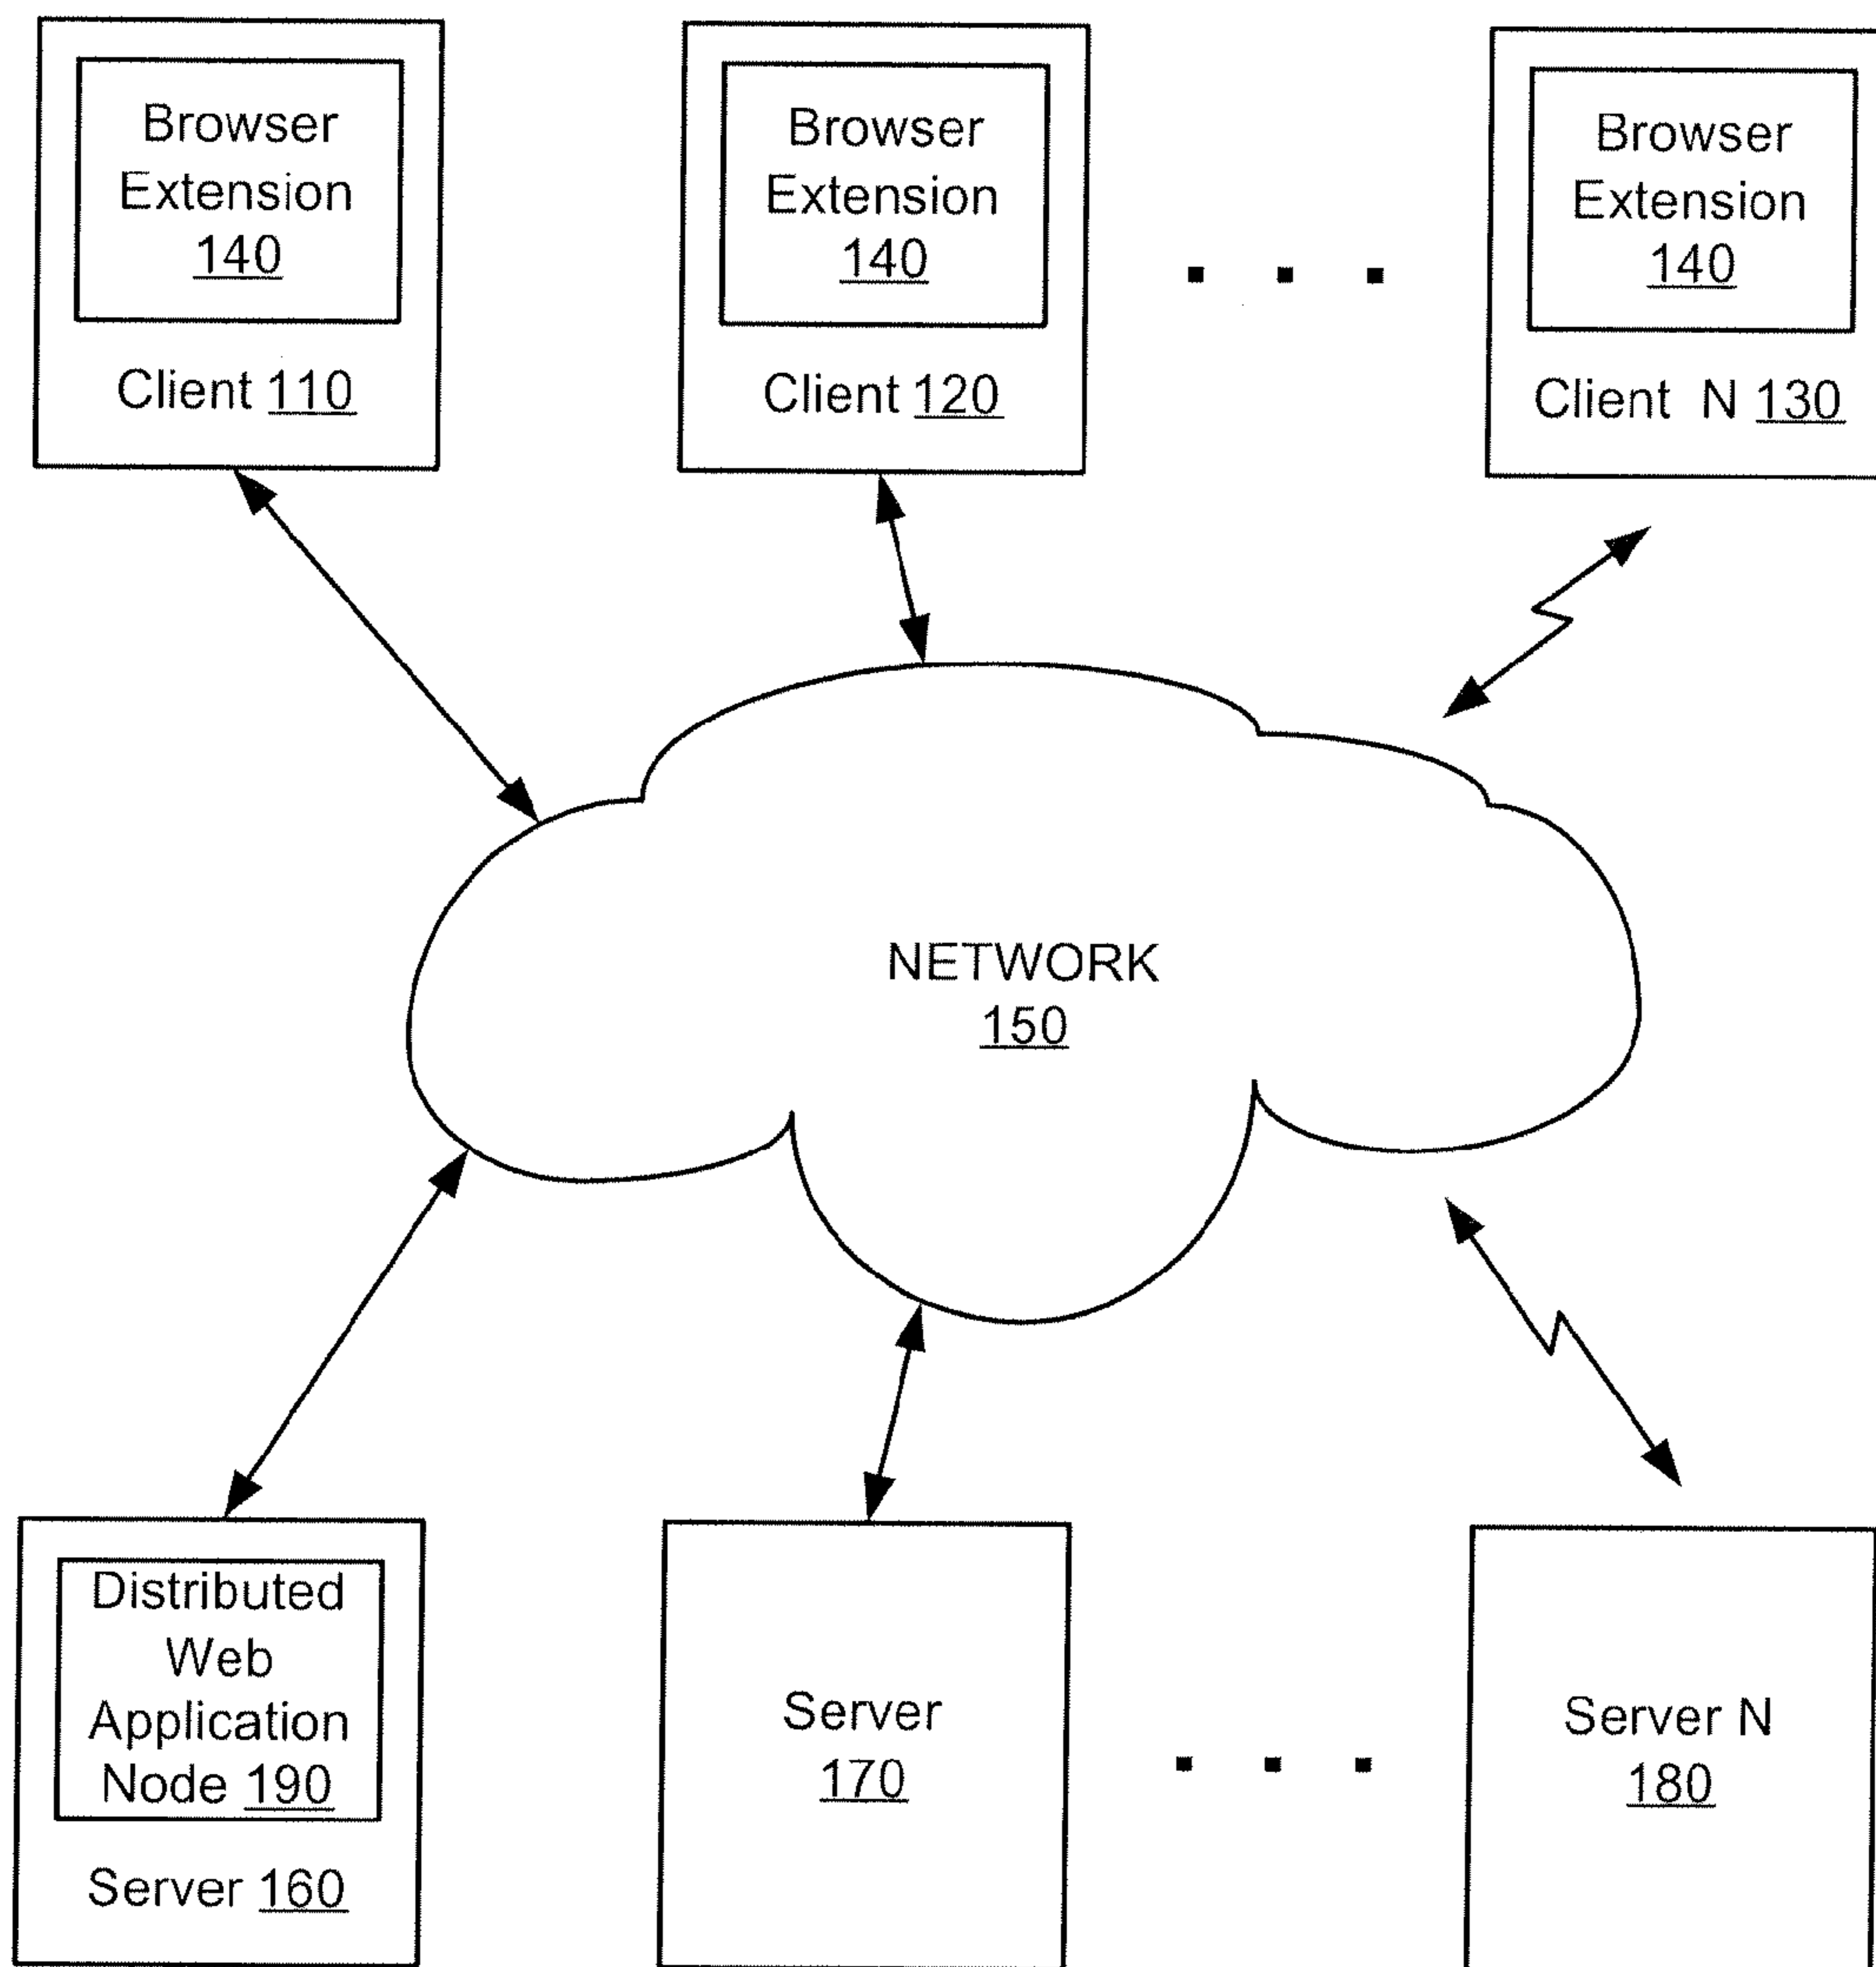 Browser
Extension
140
Client 110
Browser
Extension
140
Client 120
Browser
Extension
140
Client N 130
NETWORK
150
Distributed
Web
Application
Node 190
Server 160
Server
170
Server N
180